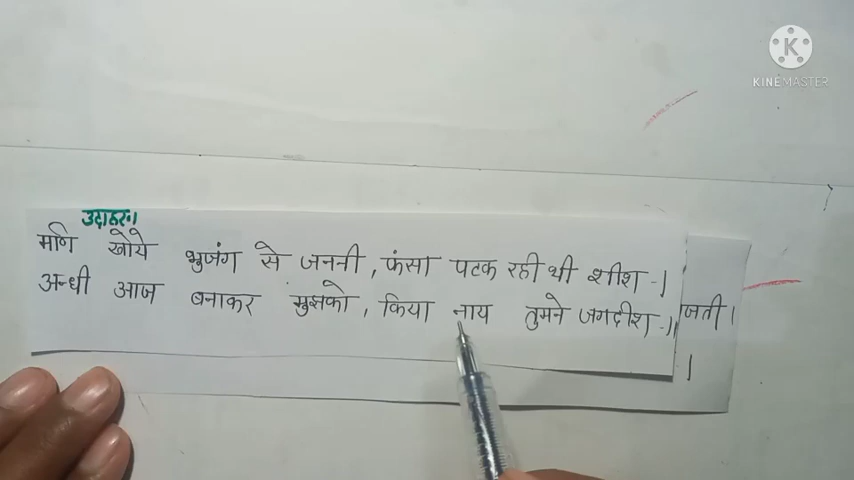 KINEMASTER
उदाहरण
मणि खोये भुजंग से जननी, फंसा पटक रही थी शीश -।
अन्धी आज बनाकर मुझको, किया नाय तुमने जगदीश -।।
जती।
।